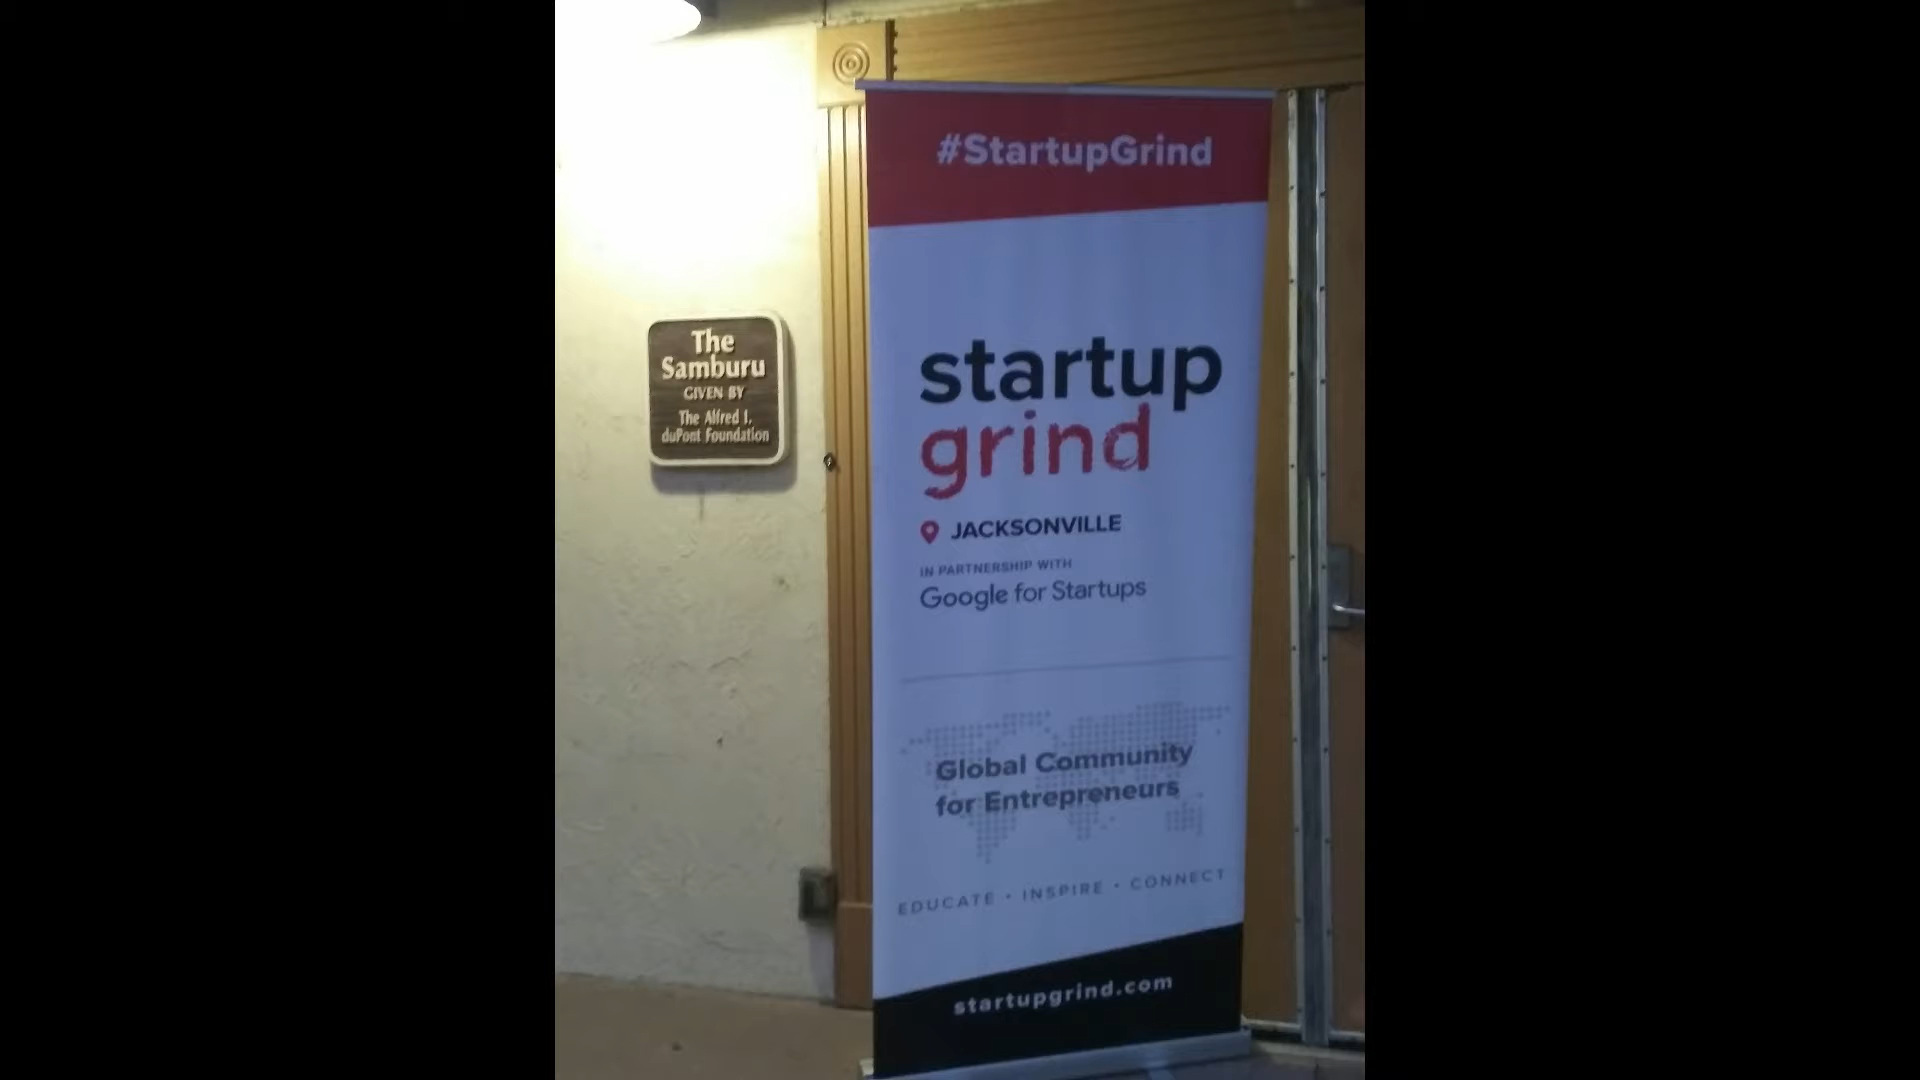 The
Samburu
GIVEN BY
The Alfred I.
duPont Foundation
#StartupGrind
startup
grind
JACKSONVILLE
IN PARTNERSHIP WITH
Google for Startups
Global Community
for Entrepreneurs
EDUCATE • INSPIRE • CONNECT
startupgrind.com